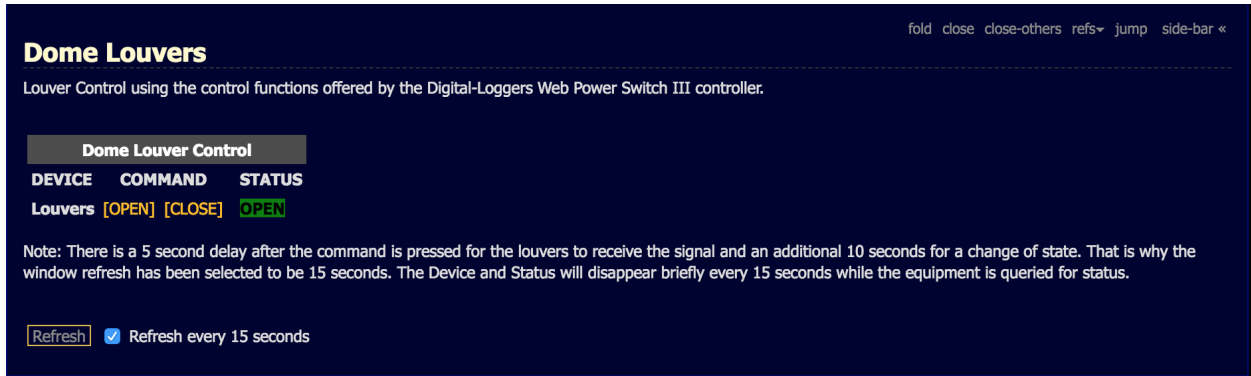 fold close close-others refs▾ jump side-bar «
Dome Louvers
Louver Control using the control functions offered by the Digital-Loggers Web Power Switch III controller.
Dome Louver Control
DEVICE COMMAND STATUS
Louvers [OPEN] [CLOSE] OPEN
Note: There is a 5 second delay after the command is pressed for the louvers to receive the signal and an additional 10 seconds for a change of state. That is why the
window refresh has been selected to be 15 seconds. The Device and Status will disappear briefly every 15 seconds while the equipment is queried for status.
Refresh Refresh every 15 seconds